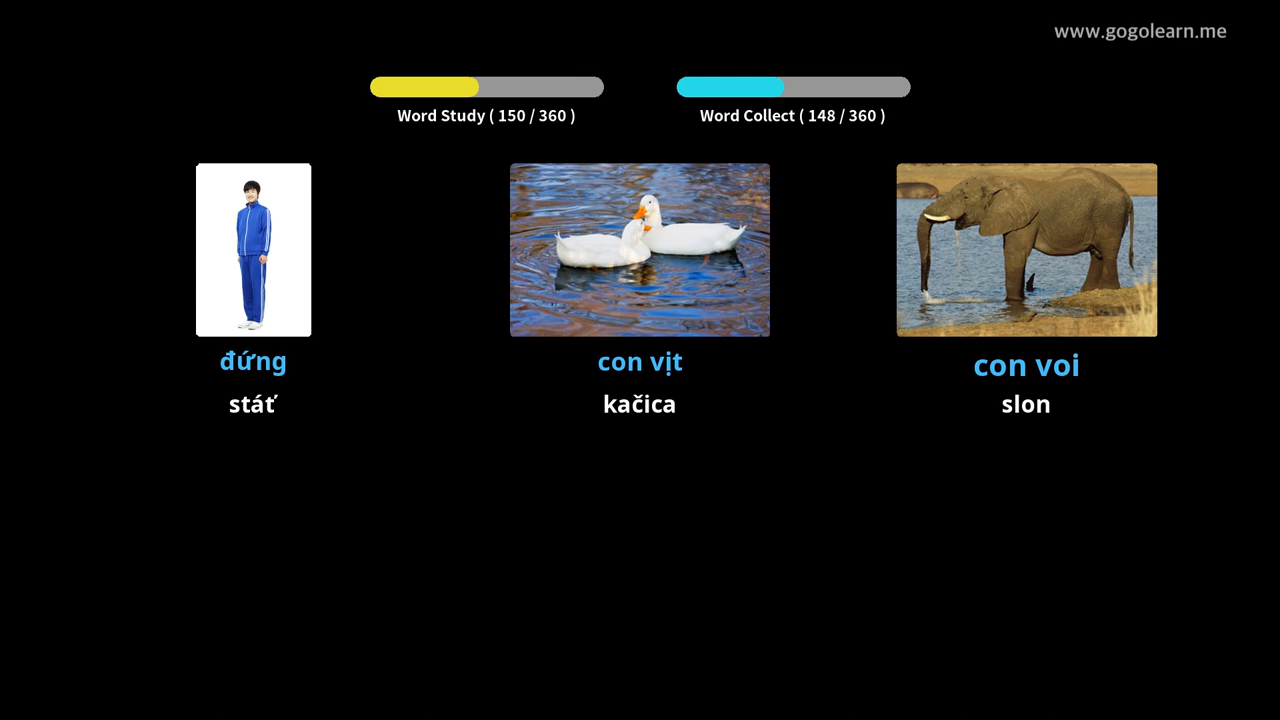 www.gogolearn.me
Word Study ( 150 / 360 )
Word Collect ( 148 / 360 )
đứng
con vịt
con voi
stáť
kačica
slon